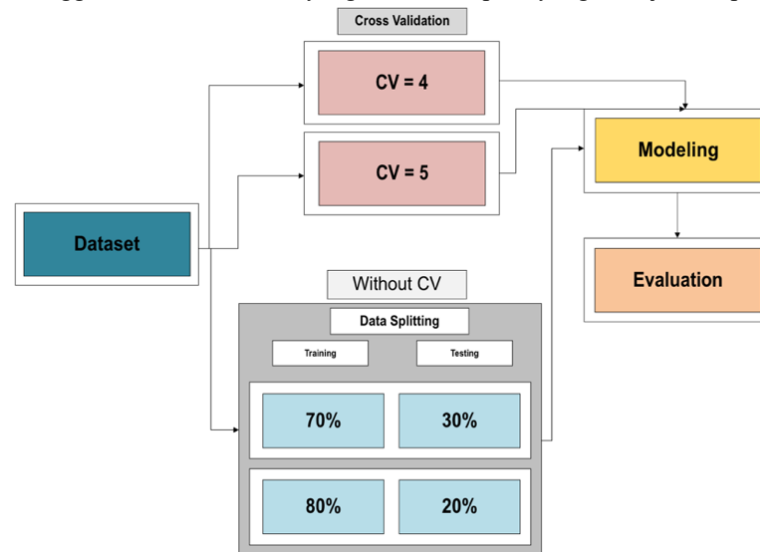 Cross Validation
CV = 4
CV = 5
Modeling
Dataset
Evaluation
Without CV
Data Splitting
Training Testing
70% 30%
80% 20%